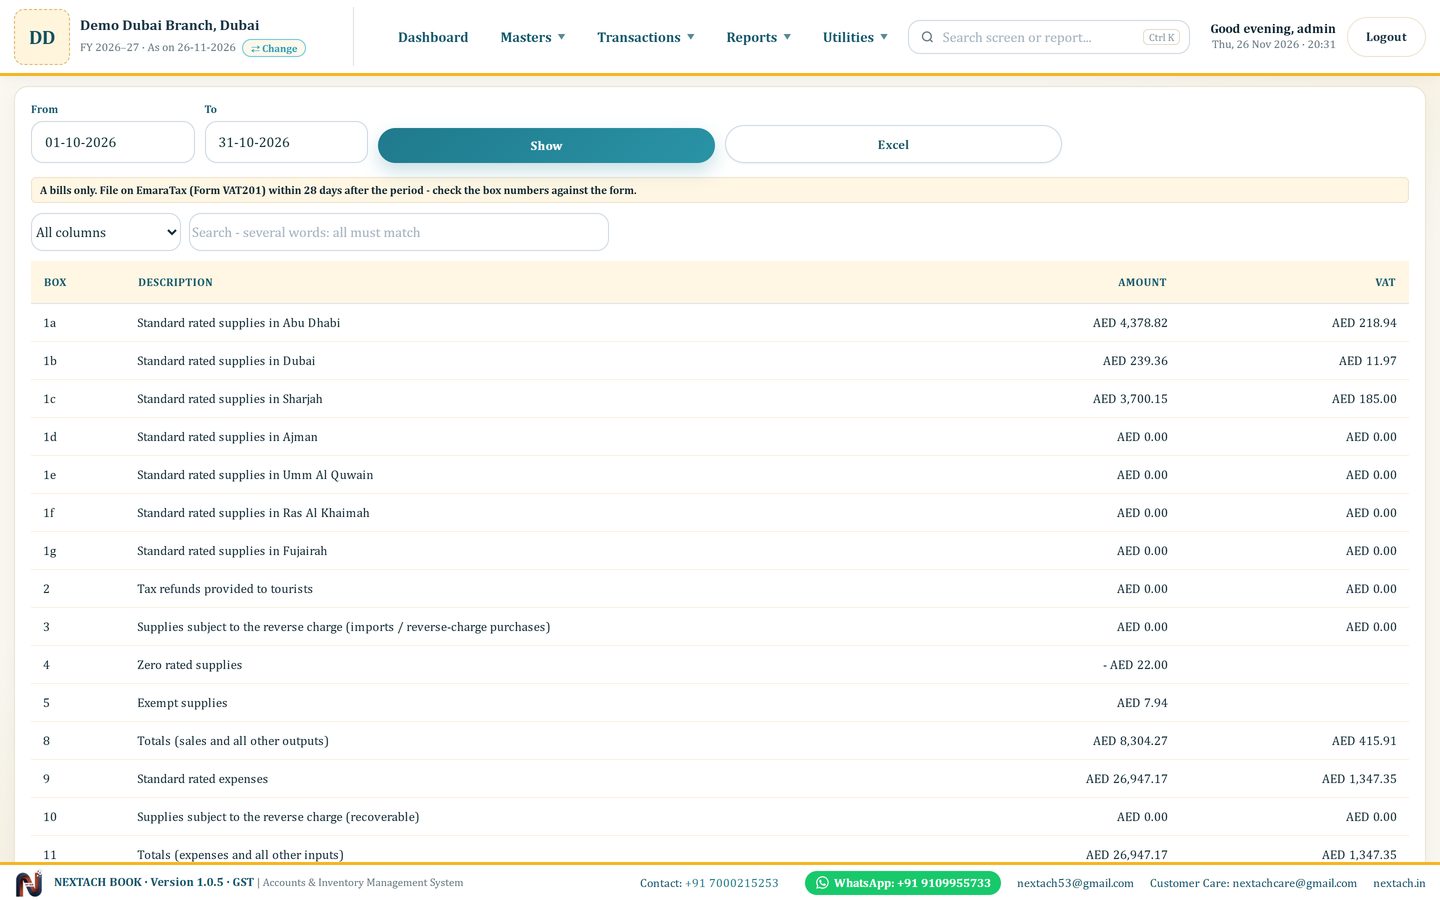 DD
Demo Dubai Branch, Dubai
FY 2026–27 · As on 26-11-2026 ⇄ Change
Dashboard Masters ▼ Transactions ▼ Reports ▼ Utilities ▼
Search screen or report... Ctrl K
Good evening, admin
Thu, 26 Nov 2026 · 20:31
Logout
From To
01-10-2026 31-10-2026 Show Excel
A bills only. File on EmaraTax (Form VAT201) within 28 days after the period - check the box numbers against the form.
All columns Search - several words: all must match
BOX DESCRIPTION AMOUNT VAT
1a Standard rated supplies in Abu Dhabi AED 4,378.82 AED 218.94
1b Standard rated supplies in Dubai AED 239.36 AED 11.97
1c Standard rated supplies in Sharjah AED 3,700.15 AED 185.00
1d Standard rated supplies in Ajman AED 0.00 AED 0.00
1e Standard rated supplies in Umm Al Quwain AED 0.00 AED 0.00
1f Standard rated supplies in Ras Al Khaimah AED 0.00 AED 0.00
1g Standard rated supplies in Fujairah AED 0.00 AED 0.00
2 Tax refunds provided to tourists AED 0.00 AED 0.00
3 Supplies subject to the reverse charge (imports / reverse-charge purchases) AED 0.00 AED 0.00
4 Zero rated supplies - AED 22.00
5 Exempt supplies AED 7.94
8 Totals (sales and all other outputs) AED 8,304.27 AED 415.91
9 Standard rated expenses AED 26,947.17 AED 1,347.35
10 Supplies subject to the reverse charge (recoverable) AED 0.00 AED 0.00
11 Totals (expenses and all other inputs) AED 26,947.17 AED 1,347.35
N NEXTACH BOOK · Version 1.0.5 · GST | Accounts & Inventory Management System Contact: +91 7000215253 WhatsApp: +91 9109955733 nextach53@gmail.com Customer Care: nextachcare@gmail.com nextach.in